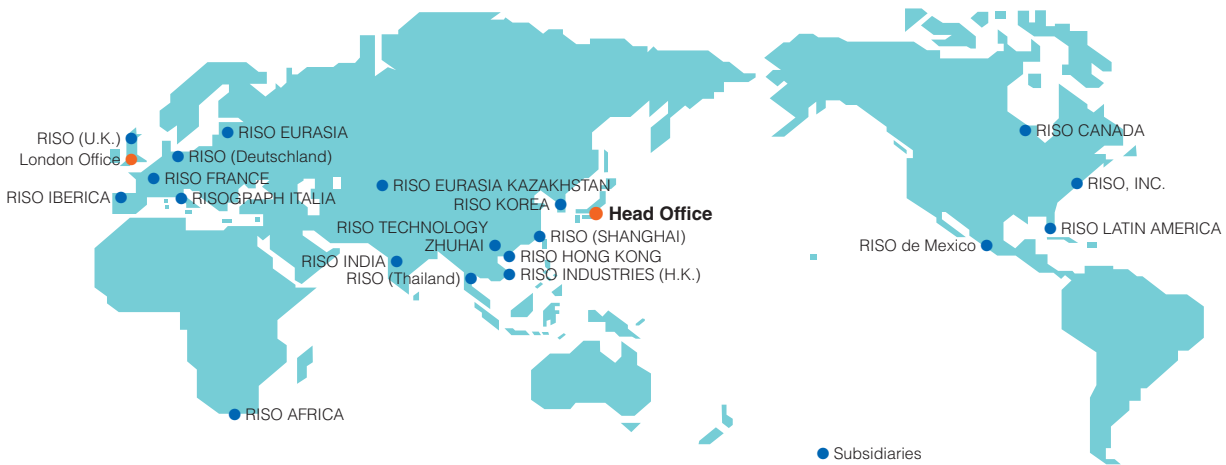 RISO (U.K.)
London Office
RISO EURASIA
RISO (Deutschland)
RISO FRANCE
RISO IBERICA
RISOGRAPH ITALIA
RISO EURASIA KAZAKHSTAN
RISO KOREA
Head Office
RISO TECHNOLOGY
ZHUHAI
RISO (SHANGHAI)
RISO HONG KONG
RISO INDIA
RISO (Thailand)
RISO INDUSTRIES (H.K.)
RISO AFRICA
RISO CANADA
RISO, INC.
RISO LATIN AMERICA
RISO de Mexico
Subsidiaries